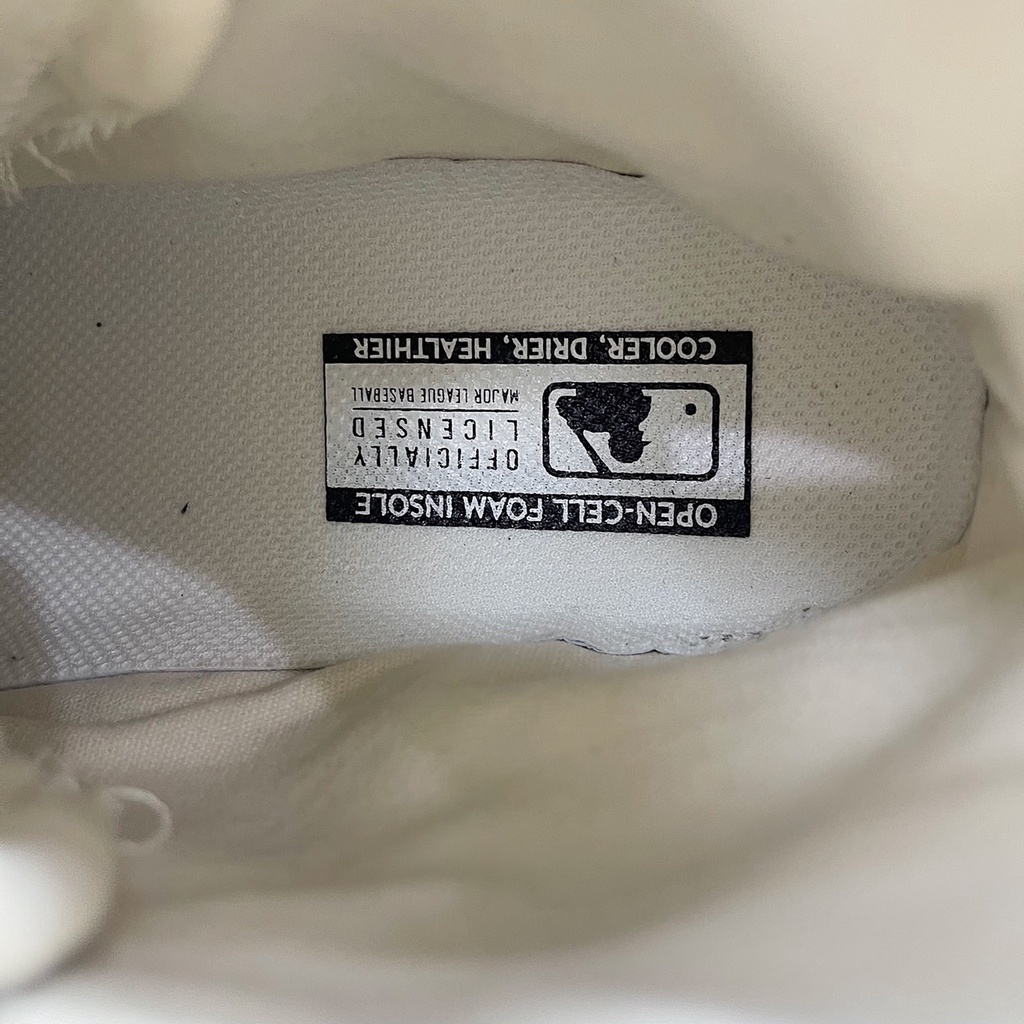 OPEN-CELL FOAM INSOLE
OFFICIALLY
LICENSED
MAJOR LEAGUE BASEBALL
COOLER, DRIER, HEALTHIER